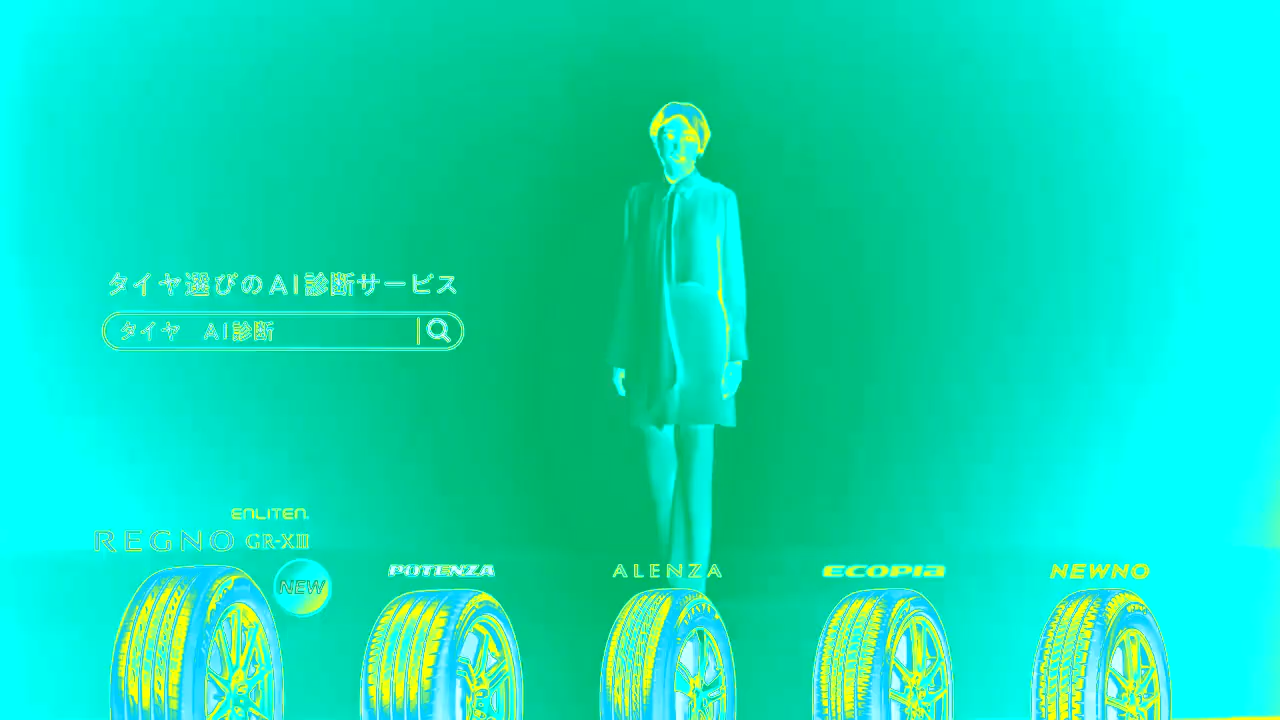 タイヤ選びのAI診断サービス
タイヤ AI診断
ENLITEN
REGNO GR-XⅢ
NEW
POTENZA
ALENZA
ECOPIA
NEWNO